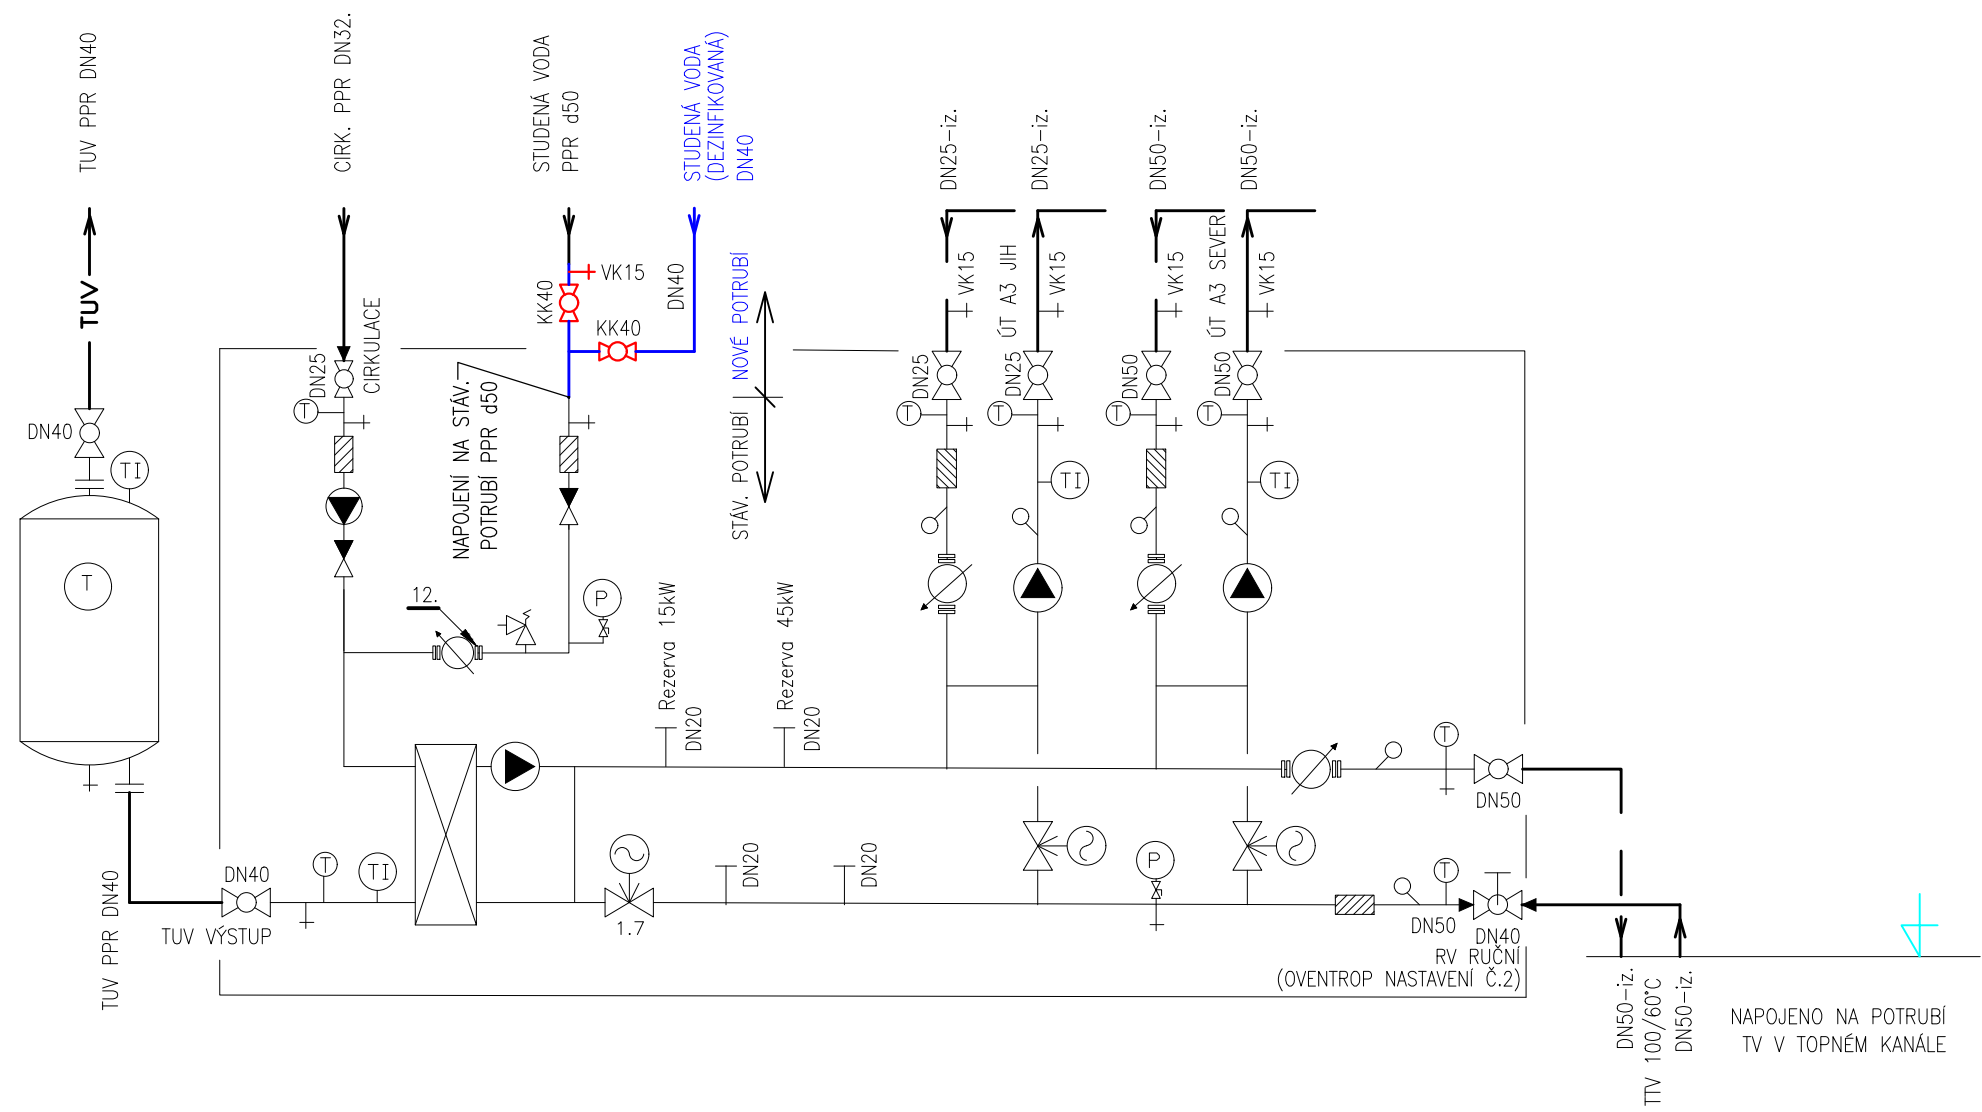 TUV PPR DN40
CIRK. PPR DN32.
STUDENÁ VODA
PPR d50
STUDENÁ VODA
(DEZINFIKOVANÁ)
DN40
DN25-iz.
DN25-iz.
DN50-iz.
DN50-iz.
TUV
VK15
KK40
KK40
DN40
NOVÉ POTRUBÍ
STÁV. POTRUBÍ
VK15
ÚT A3 JIH
VK15
VK15
ÚT A3 SEVER
VK15
DN25
CIRKULACE
NAPOJENÍ NA STÁV.
POTRUBÍ PPR d50
DN25
DN25
DN50
DN50
T
T
T
T
T
DN40
TI
TI
TI
T
12.
P
Rezerva 15kW
DN20
Rezerva 45kW
DN20
T
DN50
TUV PPR DN40
DN40
TUV VÝSTUP
T
TI
1.7
DN20
DN20
P
T
DN50
DN40
RV RUČNÍ
(OVENTROP NASTAVENÍ Č.2)
DN50-iz.
TTV 100/60°C
DN50-iz.
NAPOJENO NA POTRUBÍ
TV V TOPNÉM KANÁLE